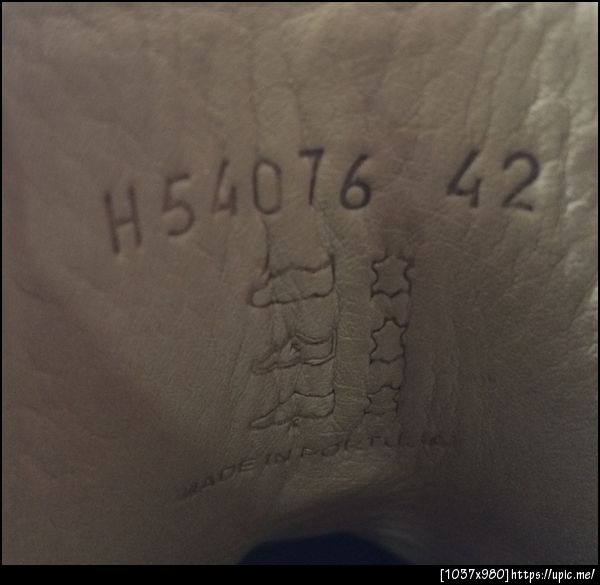 H54076 42
MADE IN PORTUGAL
[1037x980]https://upic.me/